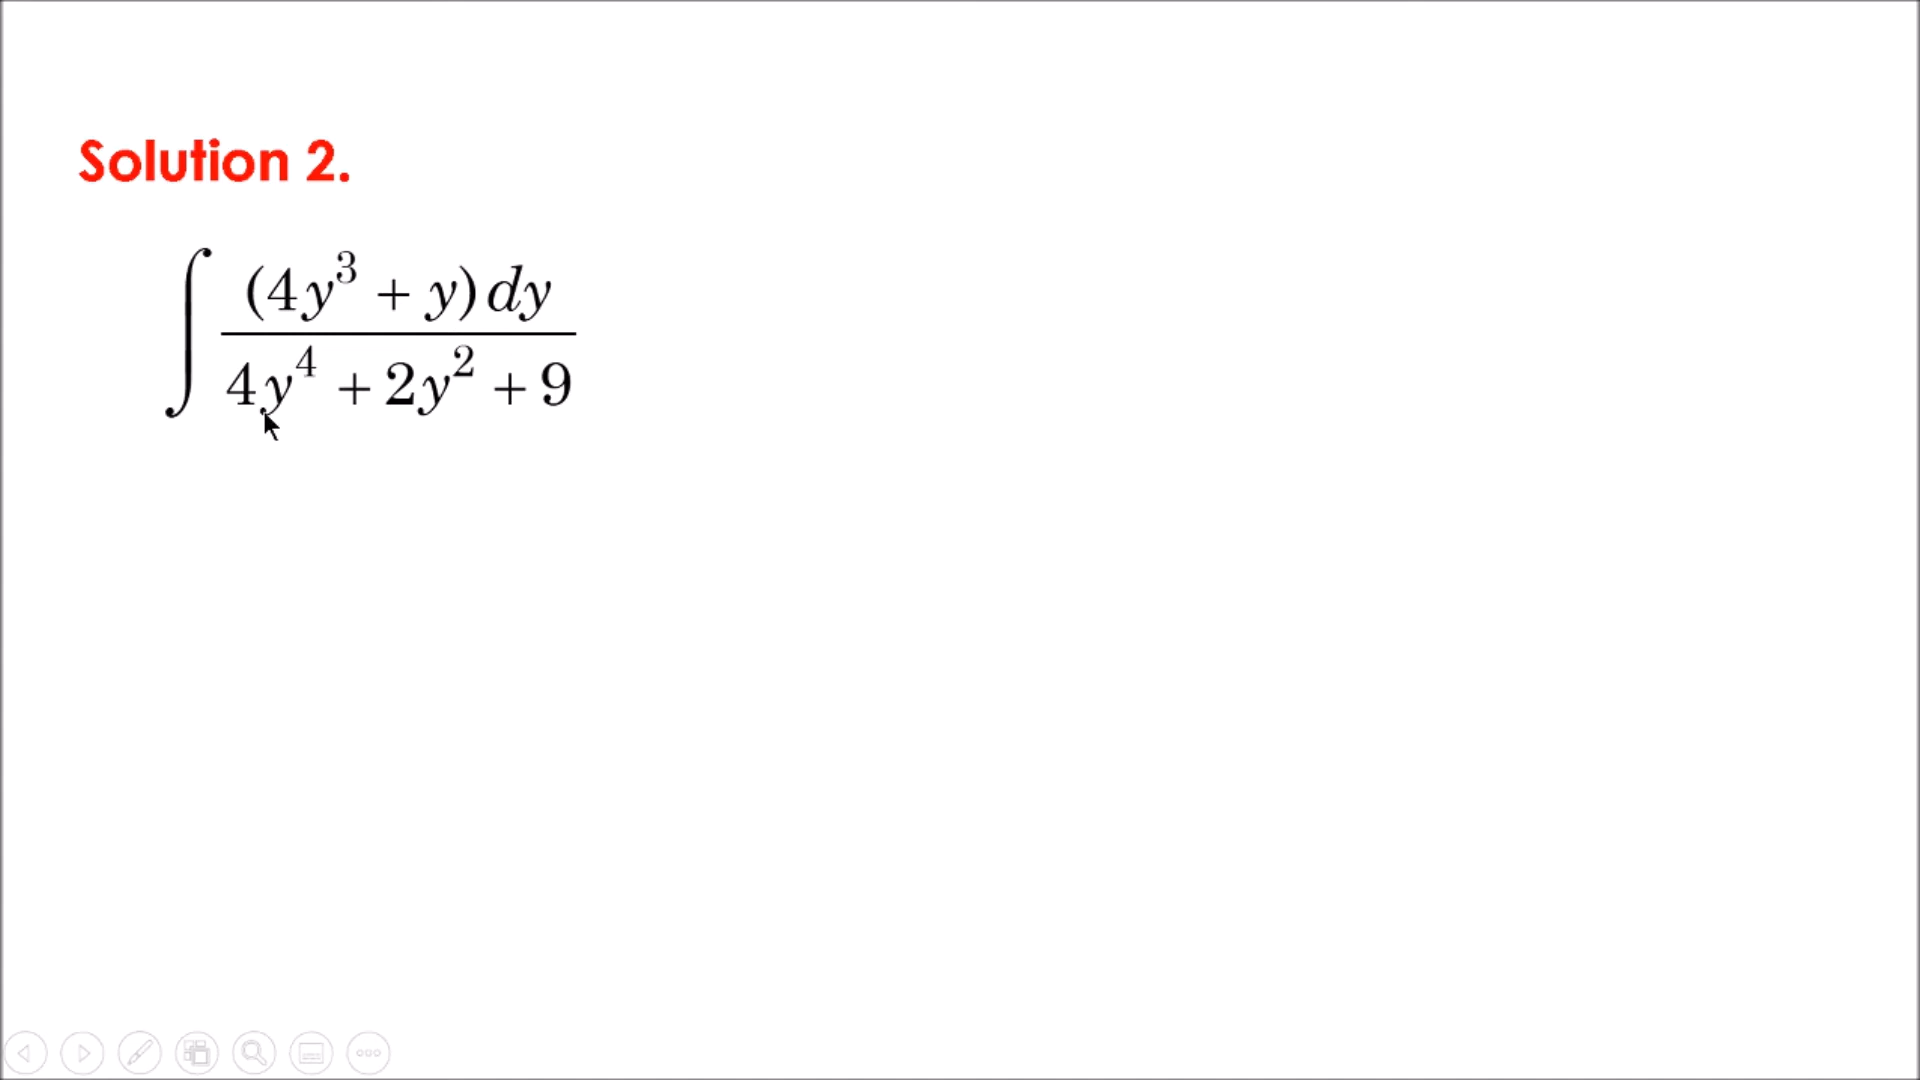 Solution 2.
∫ (4y³ + y) dy
4y⁴ + 2y² + 9